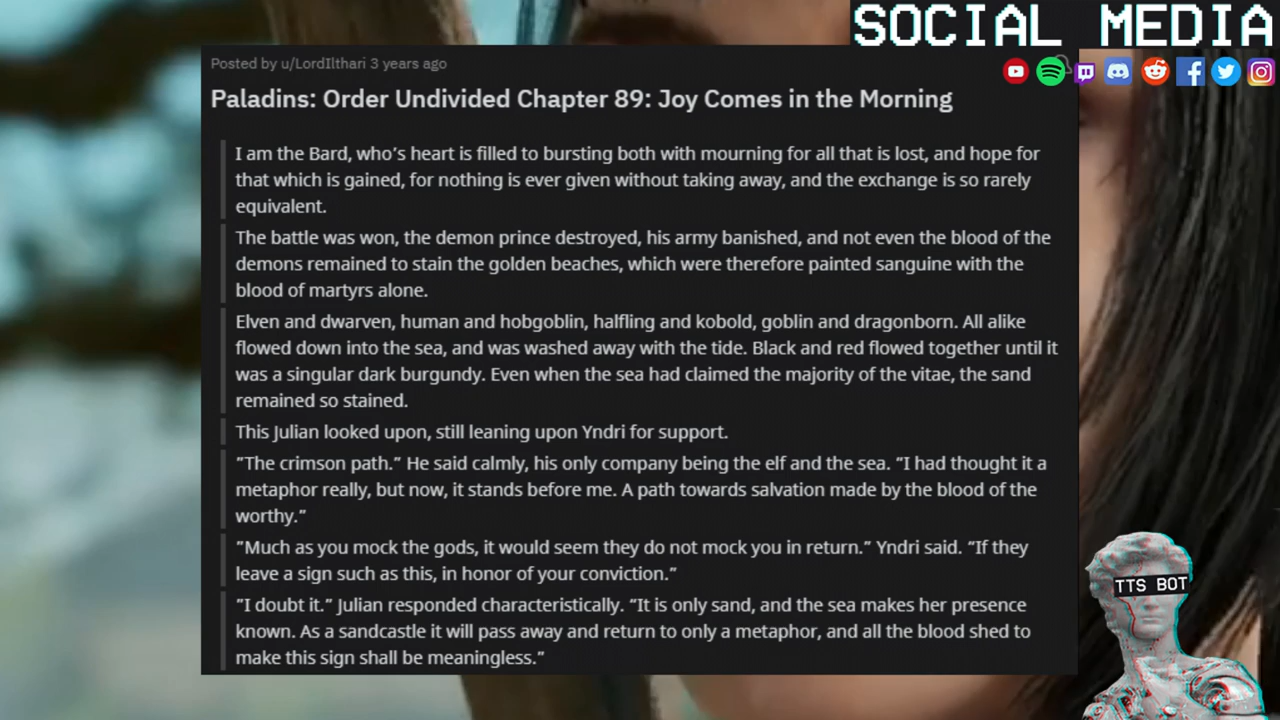 SOCIAL MEDIA
Posted by u/LordIlthari 3 years ago
Paladins: Order Undivided Chapter 89: Joy Comes in the Morning
I am the Bard, who's heart is filled to bursting both with mourning for all that is lost, and hope for
that which is gained, for nothing is ever given without taking away, and the exchange is so rarely
equivalent.
The battle was won, the demon prince destroyed, his army banished, and not even the blood of the
demons remained to stain the golden beaches, which were therefore painted sanguine with the
blood of martyrs alone.
Elven and dwarven, human and hobgoblin, halfling and kobold, goblin and dragonborn. All alike
flowed down into the sea, and was washed away with the tide. Black and red flowed together until it
was a singular dark burgundy. Even when the sea had claimed the majority of the vitae, the sand
remained so stained.
This Julian looked upon, still leaning upon Yndri for support.
"The crimson path." He said calmly, his only company being the elf and the sea. "I had thought it a
metaphor really, but now, it stands before me. A path towards salvation made by the blood of the
worthy."
"Much as you mock the gods, it would seem they do not mock you in return." Yndri said. "If they
leave a sign such as this, in honor of your conviction."
"I doubt it." Julian responded characteristically. "It is only sand, and the sea makes her presence
known. As a sandcastle it will pass away and return to only a metaphor, and all the blood shed to
make this sign shall be meaningless."
TTS BOT